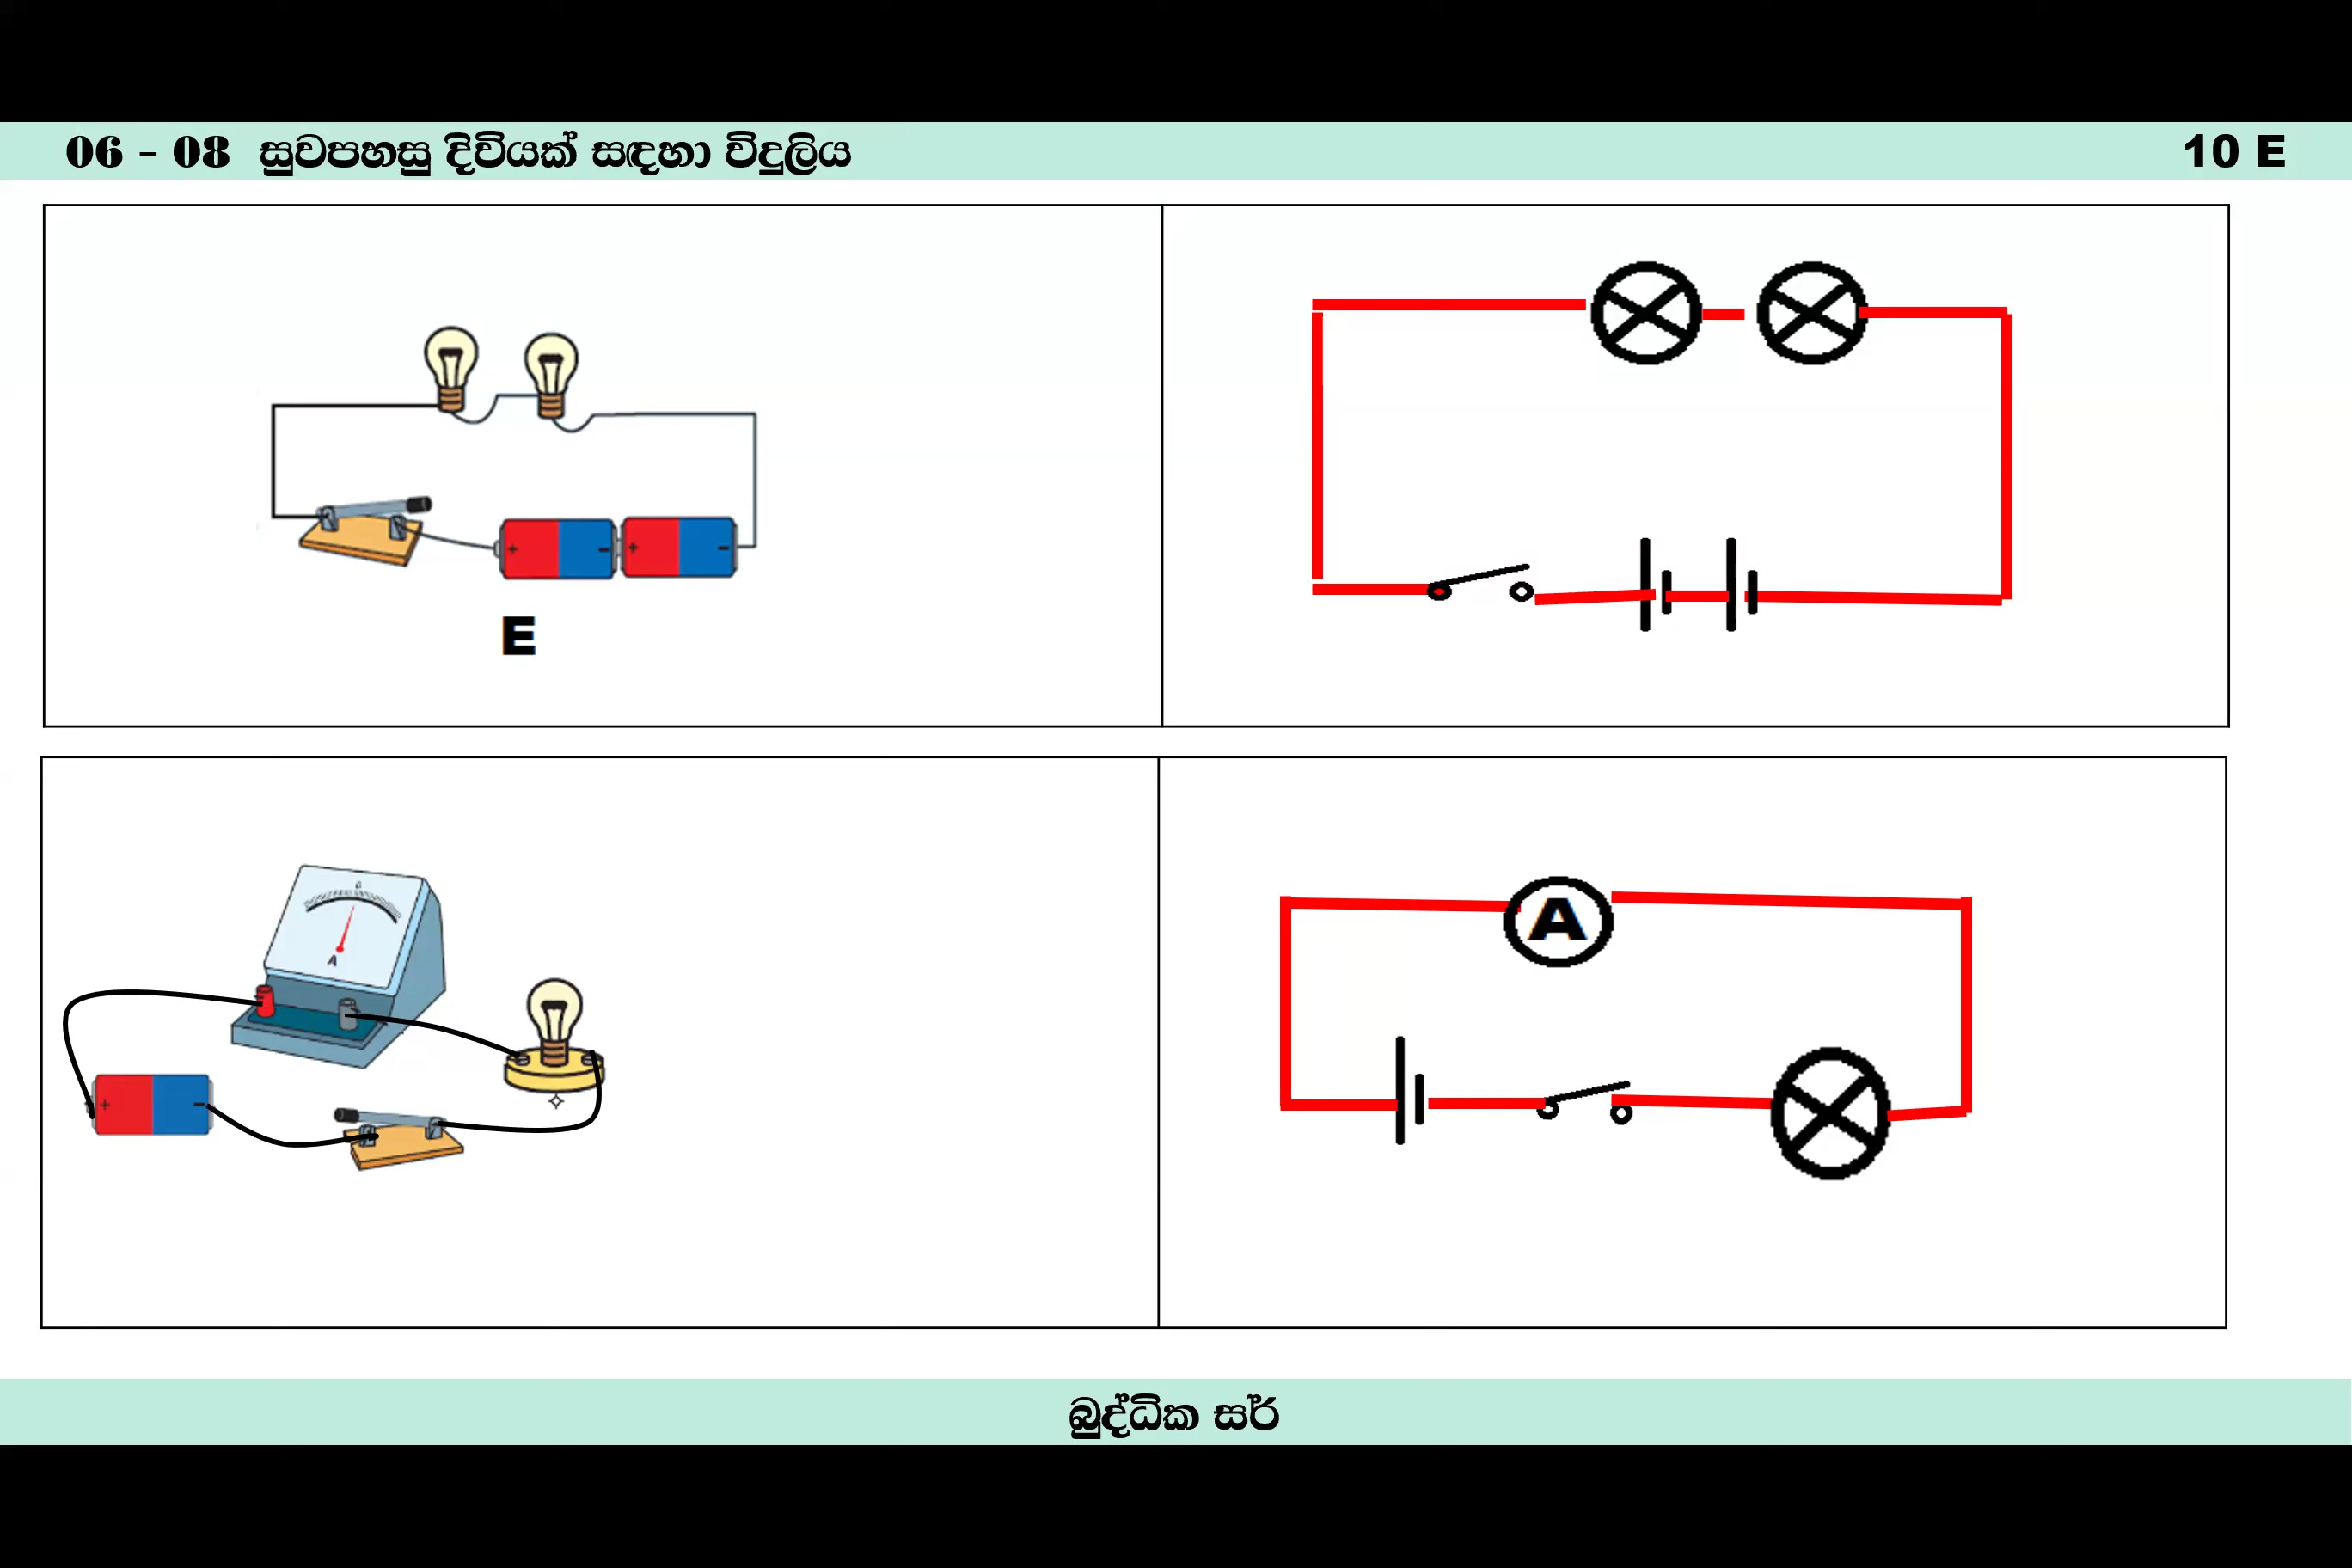 06 - 08 සුවපහසු දිවියක් සඳහා විදුලිය
10 E
+ - + -
E
A
A
+ -
බුද්ධික සර්